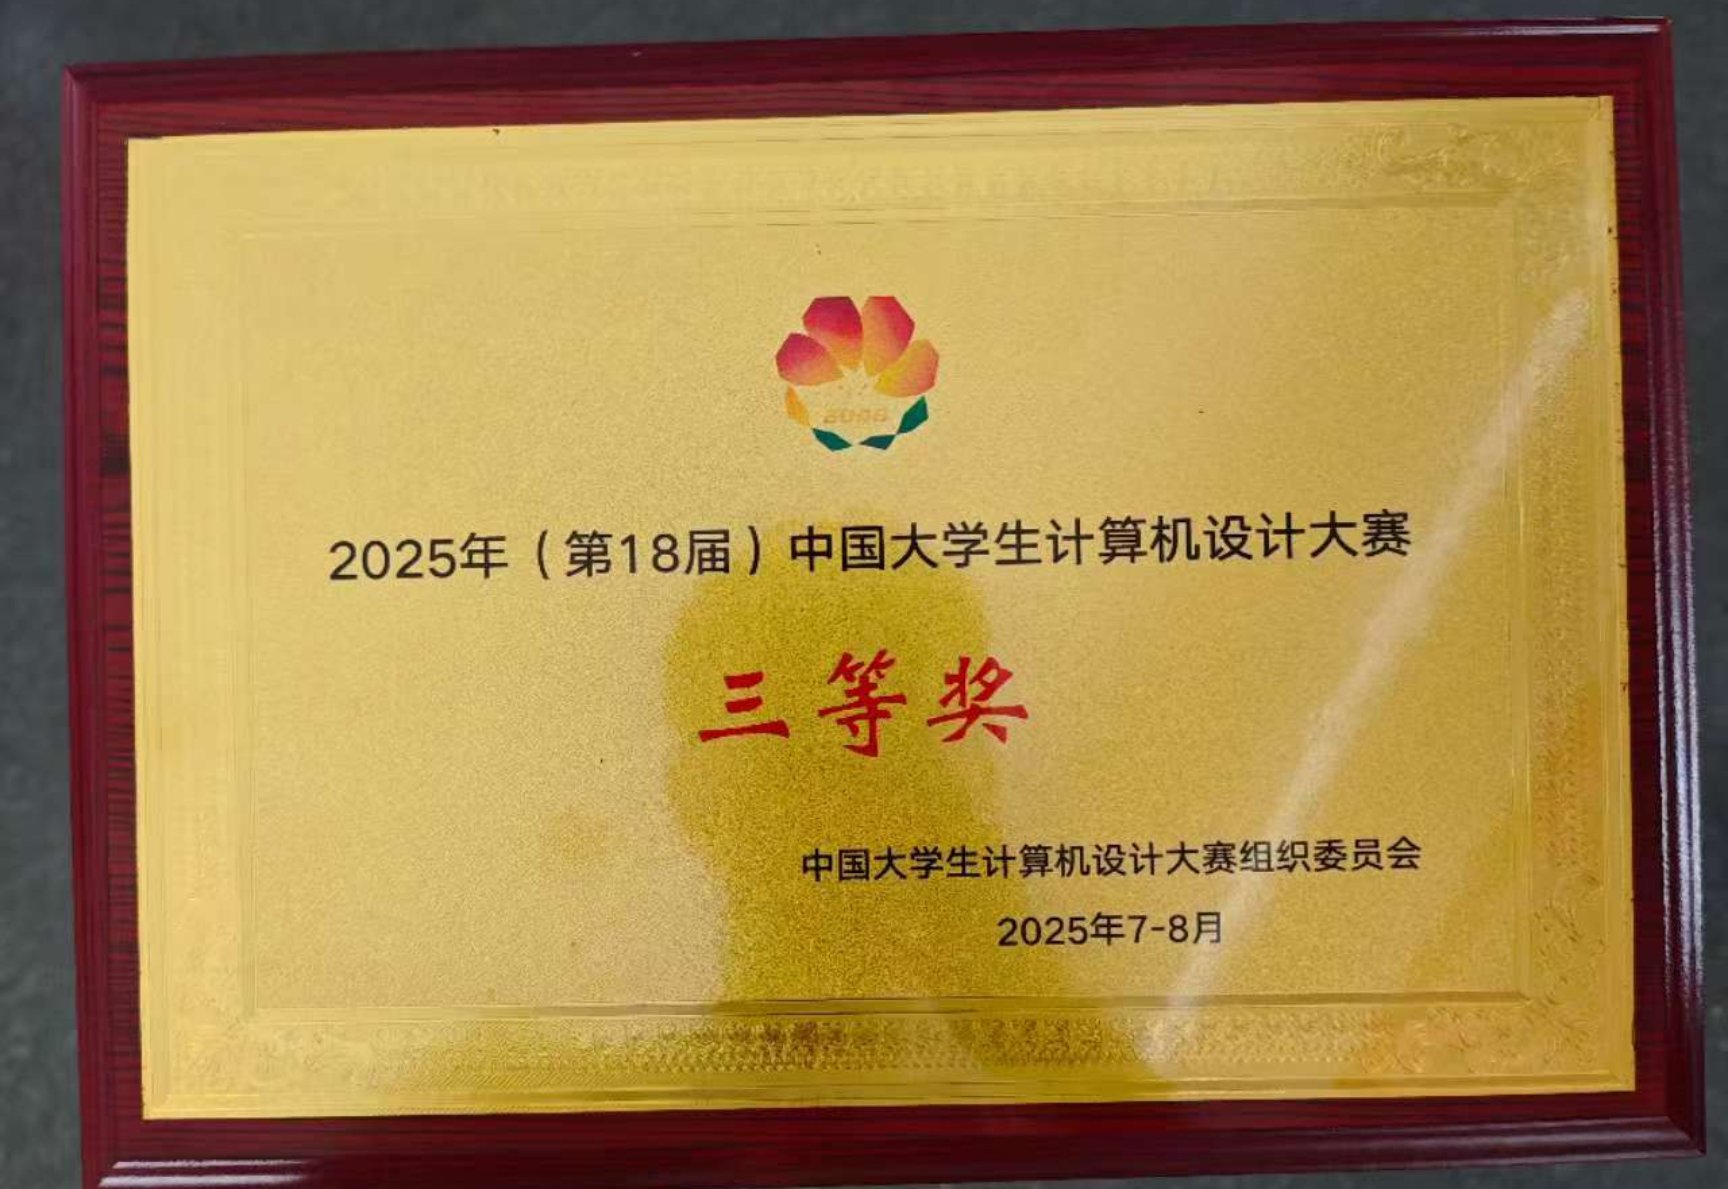 2025年（第18届）中国大学生计算机设计大赛
三等奖
中国大学生计算机设计大赛组织委员会
2025年7-8月